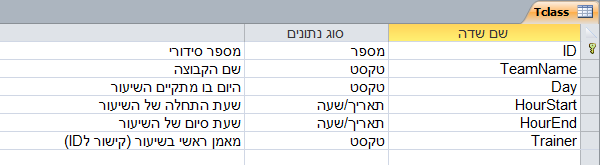 Tclass
שם שדה סוג נתונים
ID מספר מספר סידורי
TeamName טקסט שם הקבוצה
Day טקסט היום בו מתקיים השיעור
HourStart תאריך/שעה שעת התחלה של השיעור
HourEnd תאריך/שעה שעת סיום של השיעור
Trainer טקסט מאמן ראשי בשיעור (קישור לID)